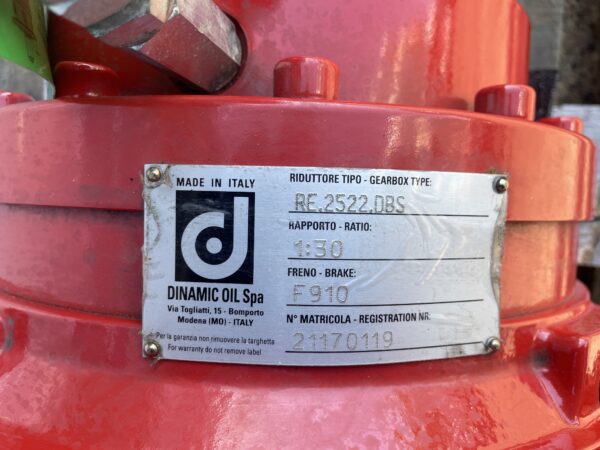 MADE IN ITALY
d
DINAMIC OIL Spa
Via Togliatti, 15 - Bomporto
Modena (MO) - ITALY
Per la garanzia non rimuovere la targhetta
For warranty do not remove label
RIDUTTORE TIPO - GEARBOX TYPE:
RE.2522.DBS
RAPPORTO - RATIO:
1:30
FRENO - BRAKE:
F910
N° MATRICOLA - REGISTRATION NR.
21170119